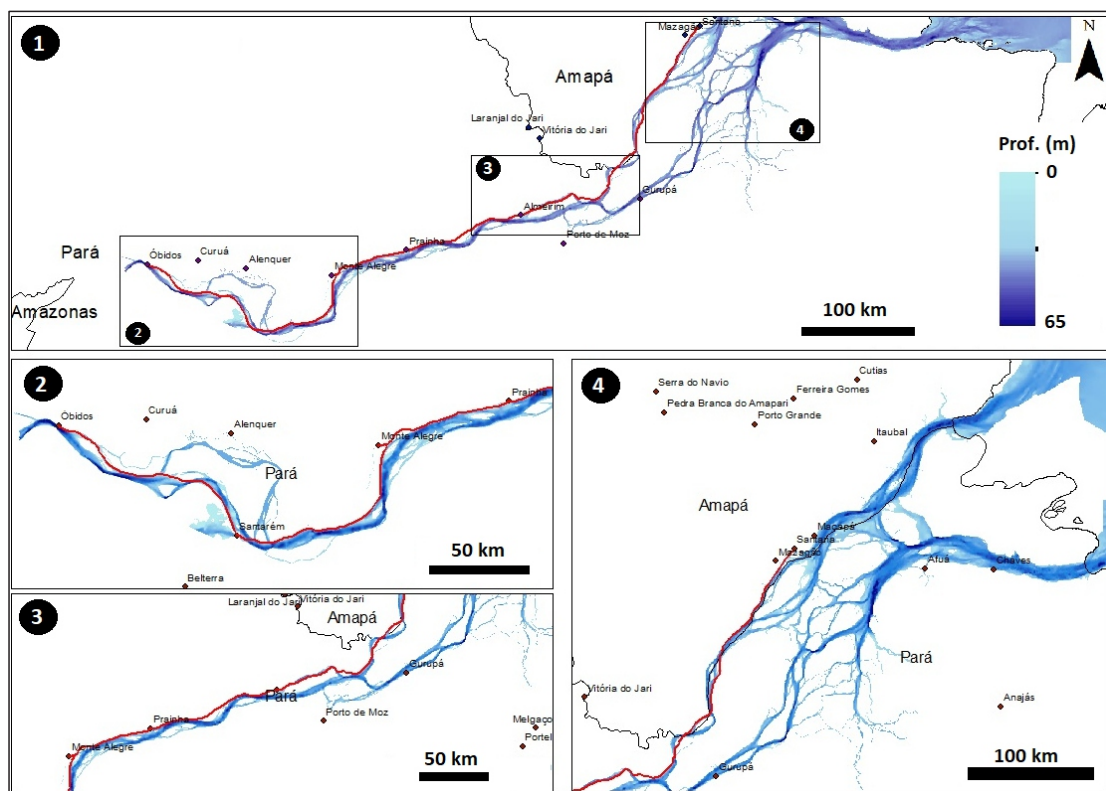 1
Santana
Mazagão
N
Amapá
Laranjal do Jari
Vitória do Jari
4
Prof. (m)
0
3
Gurupá
Almeirim
Porto de Moz
Prainha
Pará
Óbidos
Curuá
Alenquer
Monte Alegre
Amazonas
2
100 km
65
2
Prainha
Óbidos
Curuá
Alenquer
Monte Alegre
Pará
Santarém
50 km
Belterra
3
Laranjal do Jari
Vitória do Jari
Amapá
Gurupá
Pará
Porto de Moz
Prainha
Melgaço
Portel
Monte Alegre
50 km
4
Cutias
Serra do Navio
Ferreira Gomes
Pedra Branca do Amapari
Porto Grande
Itaubal
Amapá
Macapá
Santana
Mazagão
Afuá
Chaves
Pará
Vitória do Jari
Anajás
Gurupá
100 km